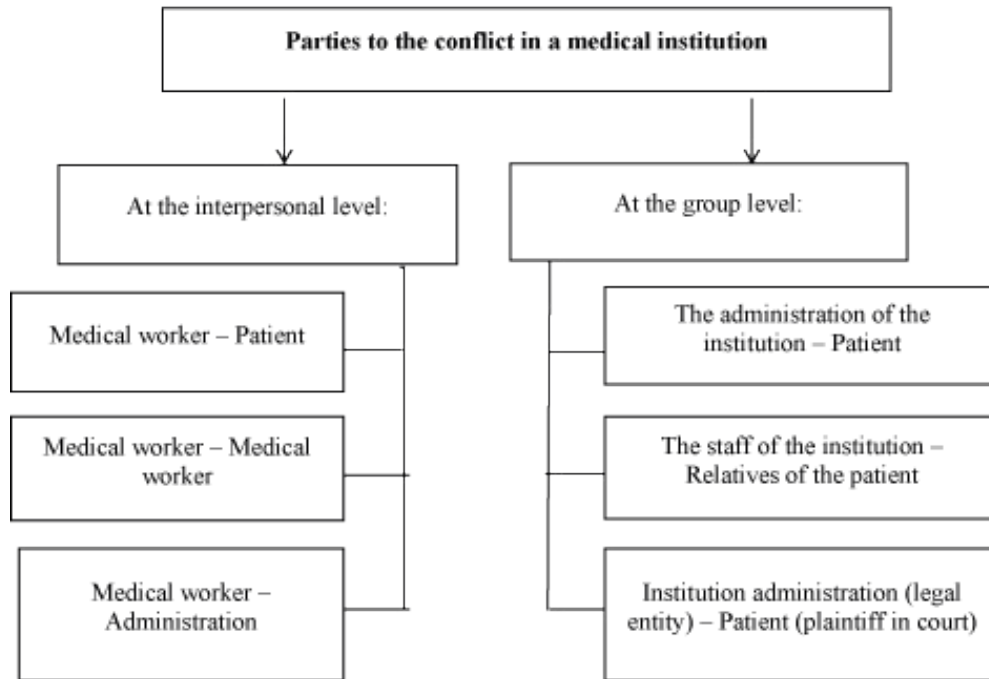 Parties to the conflict in a medical institution
At the interpersonal level:
At the group level:
Medical worker – Patient
Medical worker – Medical
worker
Medical worker –
Administration
The administration of the
institution – Patient
The staff of the institution –
Relatives of the patient
Institution administration (legal
entity) – Patient (plaintiff in court)